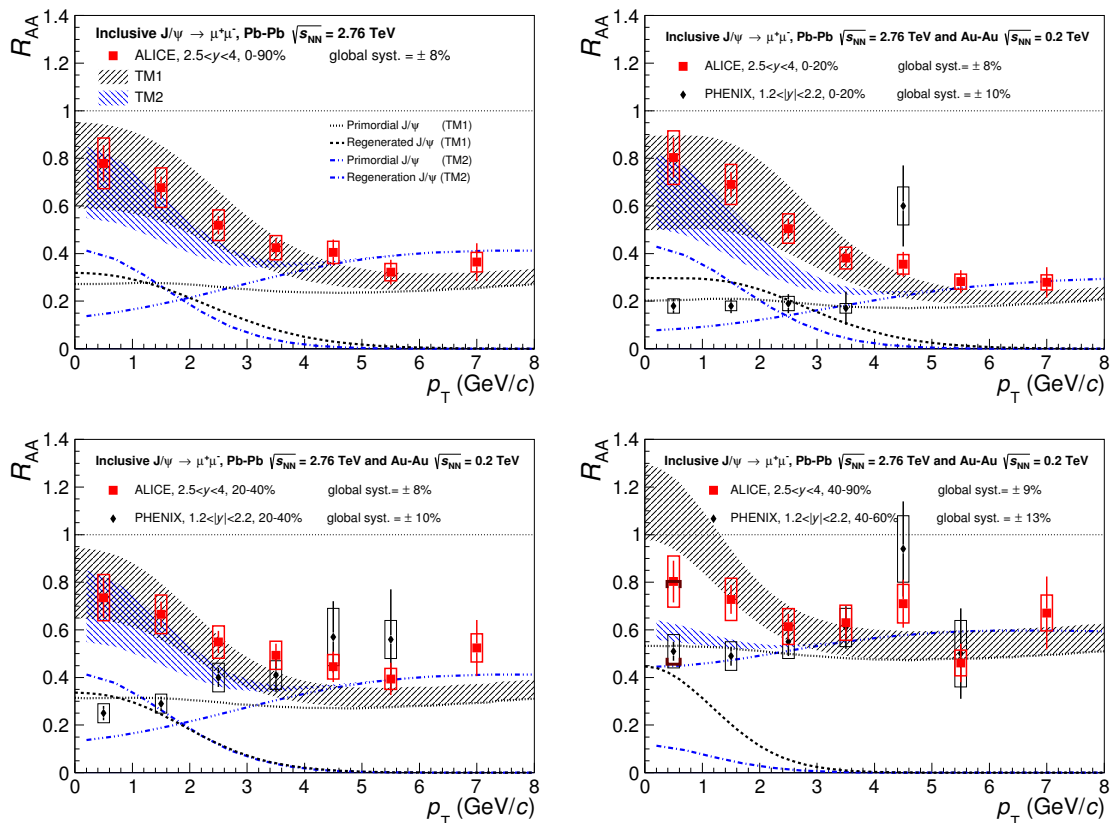 Inclusive J/ψ → μ⁺μ⁻, Pb-Pb √s_NN = 2.76 TeV
ALICE, 2.5<y<4, 0-90% global syst. = ± 8%
TM1
TM2
Primordial J/ψ (TM1)
Regenerated J/ψ (TM1)
Primordial J/ψ (TM2)
Regeneration J/ψ (TM2)
R_AA
1.4
1.2
1
0.8
0.6
0.4
0.2
0
0 1 2 3 4 5 6 7 8
p_T (GeV/c)
Inclusive J/ψ → μ⁺μ⁻, Pb-Pb √s_NN = 2.76 TeV and Au-Au √s_NN = 0.2 TeV
ALICE, 2.5<y<4, 0-20% global syst.= ± 8%
PHENIX, 1.2<|y|<2.2, 0-20% global syst. = ± 10%
R_AA
1.4
1.2
1
0.8
0.6
0.4
0.2
0
0 1 2 3 4 5 6 7 8
p_T (GeV/c)
Inclusive J/ψ → μ⁺μ⁻, Pb-Pb √s_NN = 2.76 TeV and Au-Au √s_NN = 0.2 TeV
ALICE, 2.5<y<4, 20-40% global syst.= ± 8%
PHENIX, 1.2<|y|<2.2, 20-40% global syst. = ± 10%
R_AA
1.4
1.2
1
0.8
0.6
0.4
0.2
0
0 1 2 3 4 5 6 7 8
p_T (GeV/c)
Inclusive J/ψ → μ⁺μ⁻, Pb-Pb √s_NN = 2.76 TeV and Au-Au √s_NN = 0.2 TeV
ALICE, 2.5<y<4, 40-90% global syst.= ± 9%
PHENIX, 1.2<|y|<2.2, 40-60% global syst. = ± 13%
R_AA
1.4
1.2
1
0.8
0.6
0.4
0.2
0
0 1 2 3 4 5 6 7 8
p_T (GeV/c)